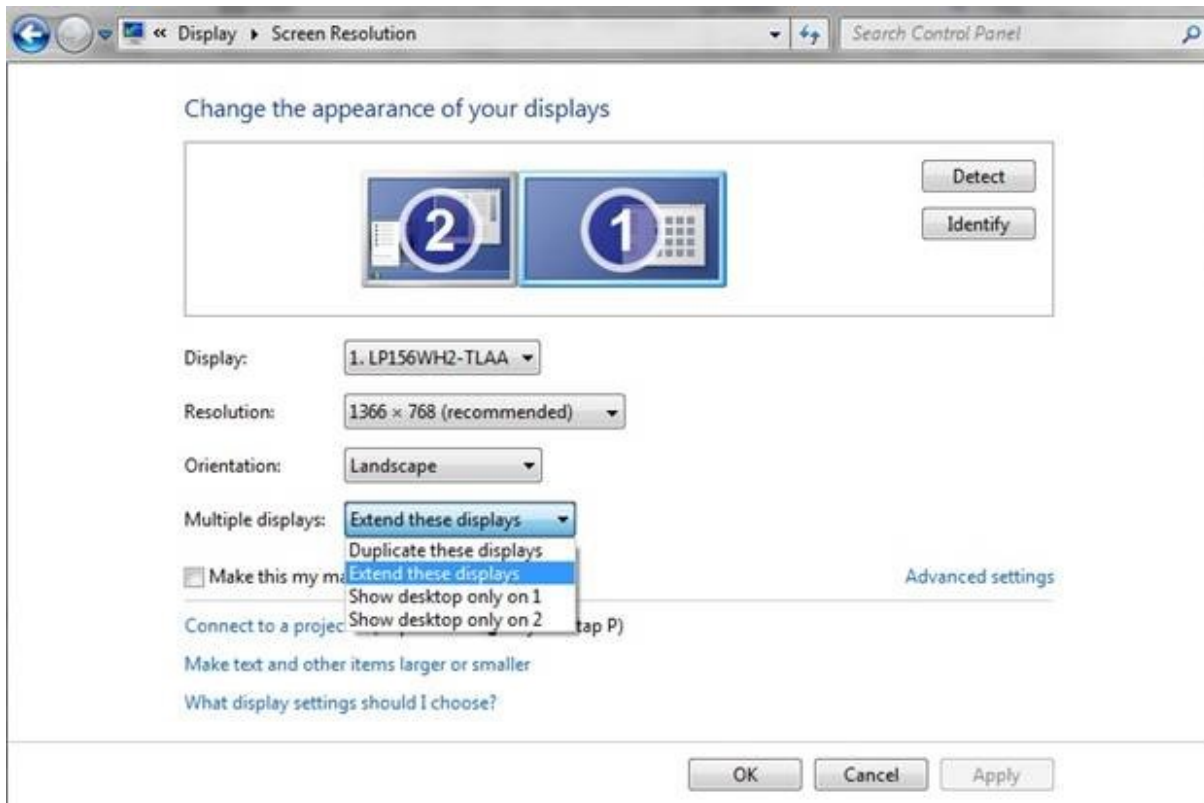 « Display ▸ Screen Resolution Search Control Panel
Change the appearance of your displays
2 1
Detect
Identify
Display: 1. LP156WH2-TLAA
Resolution: 1366 × 768 (recommended)
Orientation: Landscape
Multiple displays: Extend these displays
Duplicate these displays
Make this my ma Extend these displays Advanced settings
Show desktop only on 1
Connect to a projec Show desktop only on 2 tap P)
Make text and other items larger or smaller
What display settings should I choose?
OK Cancel Apply